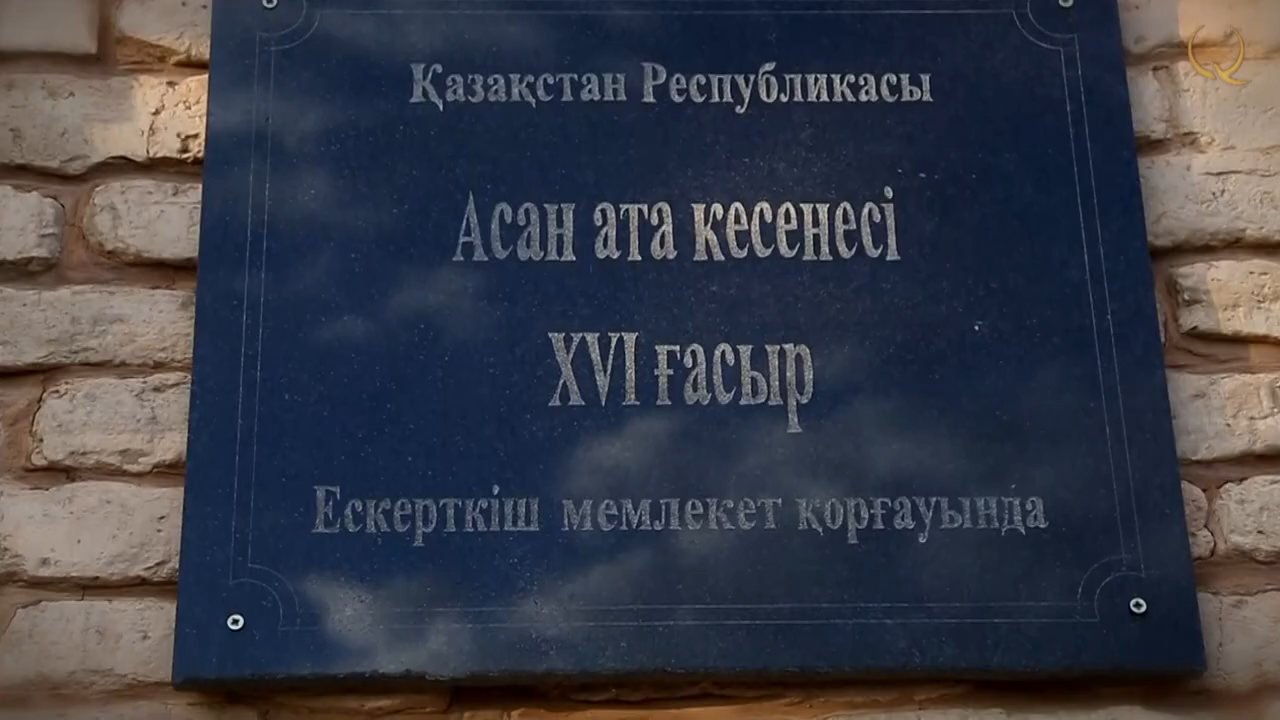 Қазақстан Республикасы
Асан ата кесенесі
XVI ғасыр
Ескерткіш мемлекет қорғауында